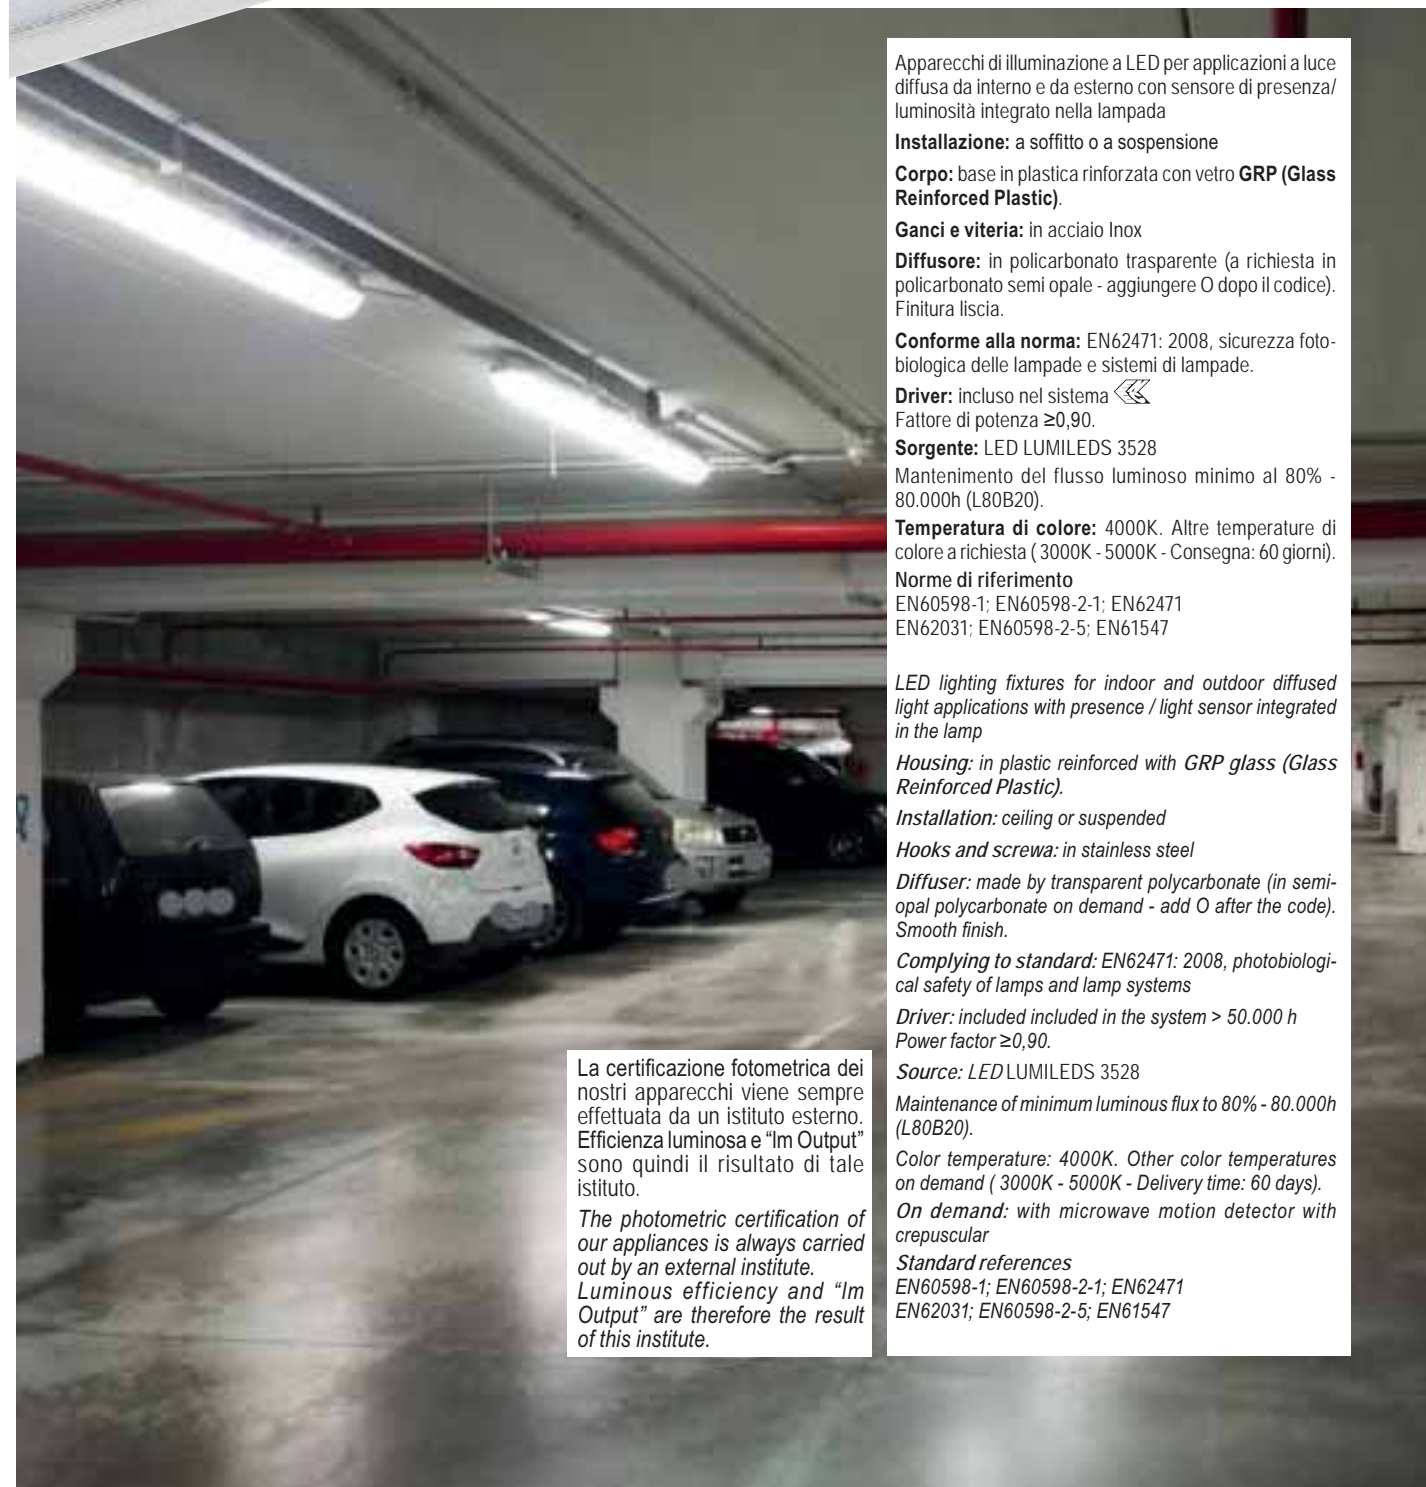 Apparecchi di illuminazione a LED per applicazioni a luce
diffusa da interno e da esterno con sensore di presenza/
luminosità integrato nella lampada
Installazione: a soffitto o a sospensione
Corpo: base in plastica rinforzata con vetro GRP (Glass
Reinforced Plastic).
Ganci e viteria: in acciaio Inox
Diffusore: in policarbonato trasparente (a richiesta in
policarbonato semi opale - aggiungere O dopo il codice).
Finitura liscia.
Conforme alla norma: EN62471: 2008, sicurezza foto-
biologica delle lampade e sistemi di lampade.
Driver: incluso nel sistema
Fattore di potenza ≥0,90.
Sorgente: LED LUMILEDS 3528
Mantenimento del flusso luminoso minimo al 80% -
80.000h (L80B20).
Temperatura di colore: 4000K. Altre temperature di
colore a richiesta ( 3000K - 5000K - Consegna: 60 giorni).
Norme di riferimento
EN60598-1; EN60598-2-1; EN62471
EN62031; EN60598-2-5; EN61547
LED lighting fixtures for indoor and outdoor diffused
light applications with presence / light sensor integrated
in the lamp
Housing: in plastic reinforced with GRP glass (Glass
Reinforced Plastic).
Installation: ceiling or suspended
Hooks and screwa: in stainless steel
Diffuser: made by transparent polycarbonate (in semi-
opal polycarbonate on demand - add O after the code).
Smooth finish.
Complying to standard: EN62471: 2008, photobiologi-
cal safety of lamps and lamp systems
Driver: included included in the system > 50.000 h
Power factor ≥0,90.
Source: LED LUMILEDS 3528
Maintenance of minimum luminous flux to 80% - 80.000h
(L80B20).
Color temperature: 4000K. Other color temperatures
on demand ( 3000K - 5000K - Delivery time: 60 days).
On demand: with microwave motion detector with
crepuscular
Standard references
EN60598-1; EN60598-2-1; EN62471
EN62031; EN60598-2-5; EN61547
La certificazione fotometrica dei
nostri apparecchi viene sempre
effettuata da un istituto esterno.
Efficienza luminosa e “lm Output”
sono quindi il risultato di tale
istituto.
The photometric certification of
our appliances is always carried
out by an external institute.
Luminous efficiency and “lm
Output” are therefore the result
of this institute.